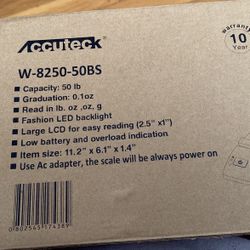 Accuteck
warranty
10
Year
W-8250-50BS
▪ Capacity: 50 lb
▪ Graduation: 0.1oz
▪ Read in lb. oz. ,oz, g
▪ Fashion LED backlight
▪ Large LCD for easy reading (2.5" x1")
▪ Low battery and overload indication
▪ Item size: 11.2" x 6.1" x 1.4"
▪ Use Ac adapter, the scale will be always power on
0802545174389